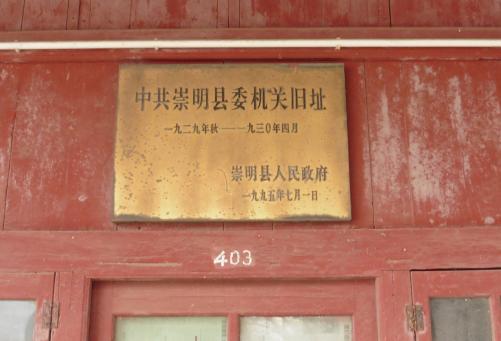 中共崇明县委机关旧址
一九二九年秋——一九三〇年四月
崇明县人民政府
一九九五年七月一日
403